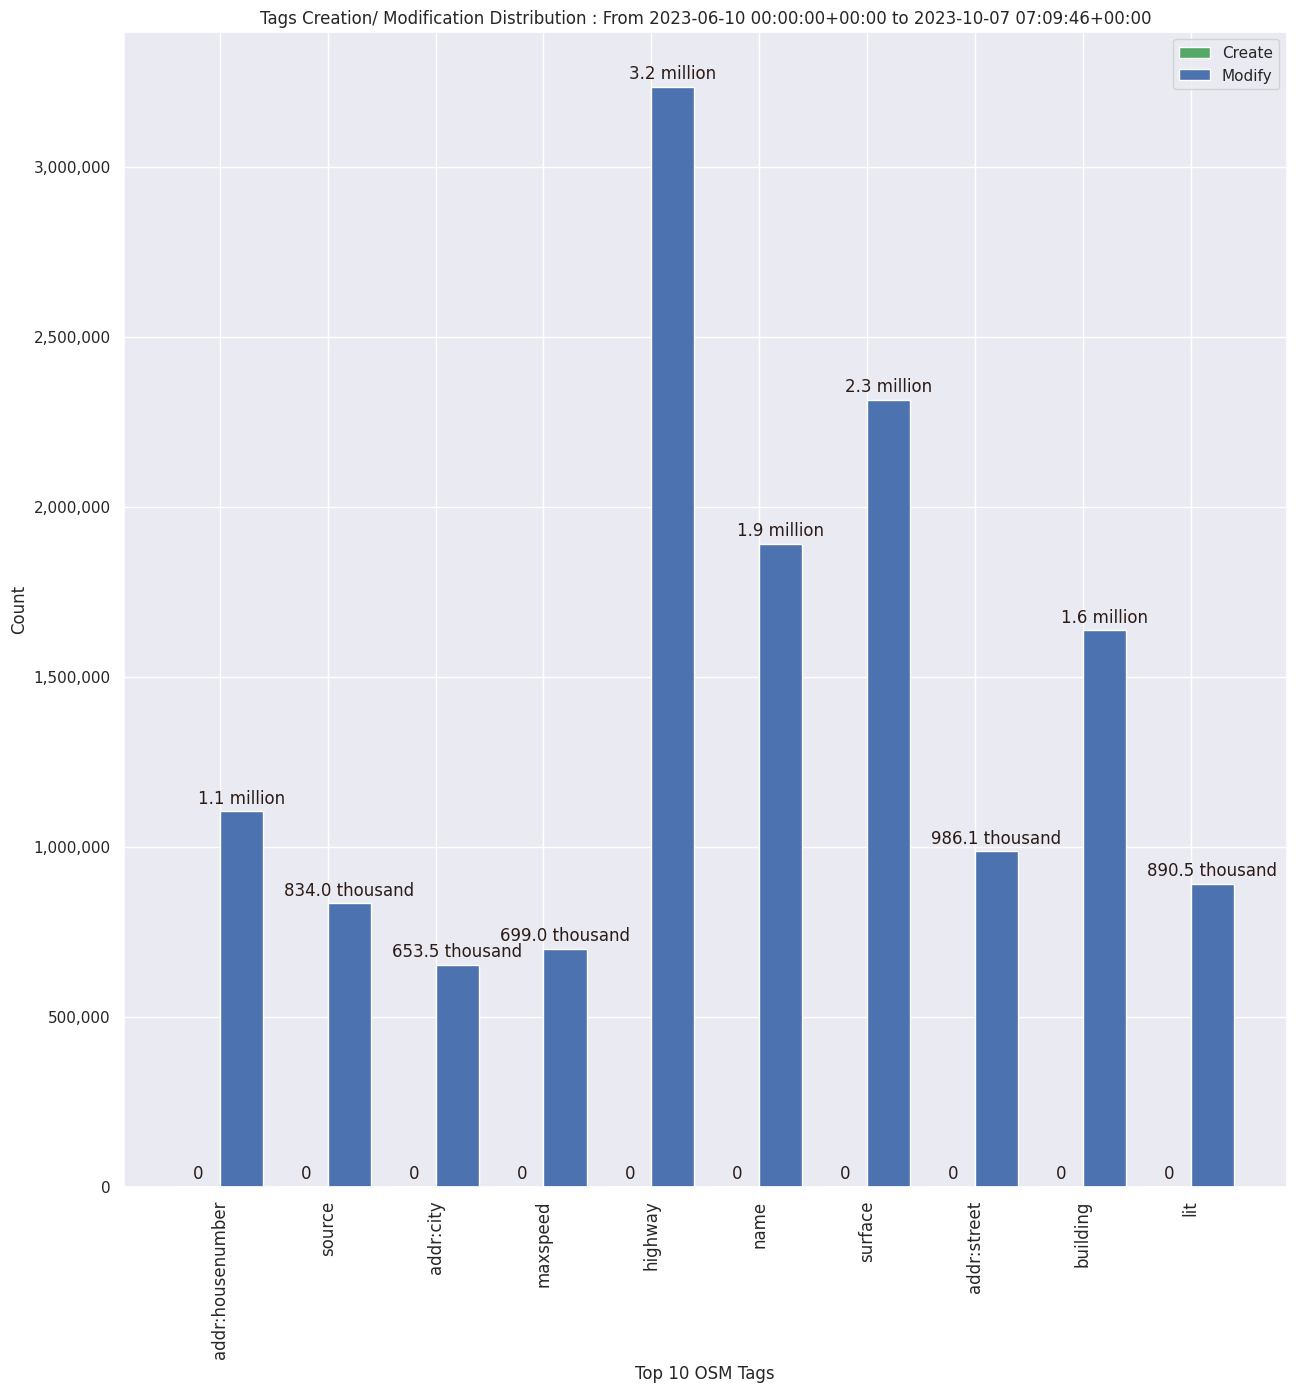 Tags Creation/ Modification Distribution : From 2023-06-10 00:00:00+00:00 to 2023-10-07 07:09:46+00:00
Create
Modify
3.2 million
3,000,000
2,500,000
2.3 million
2,000,000
1.9 million
1.6 million
1,500,000
1.1 million
1,000,000
986.1 thousand
890.5 thousand
834.0 thousand
699.0 thousand
653.5 thousand
500,000
0
0 0 0 0 0 0 0 0 0 0
Count
addr:housenumber
source
addr:city
maxspeed
highway
name
surface
addr:street
building
lit
Top 10 OSM Tags